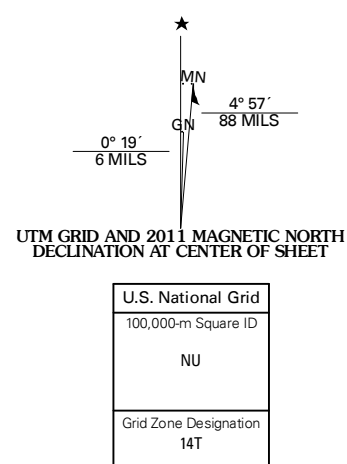 MN
4° 57´
88 MILS
GN
0° 19´
6 MILS
UTM GRID AND 2011 MAGNETIC NORTH
DECLINATION AT CENTER OF SHEET
U.S. National Grid
100,000-m Square ID
NU
Grid Zone Designation
14T